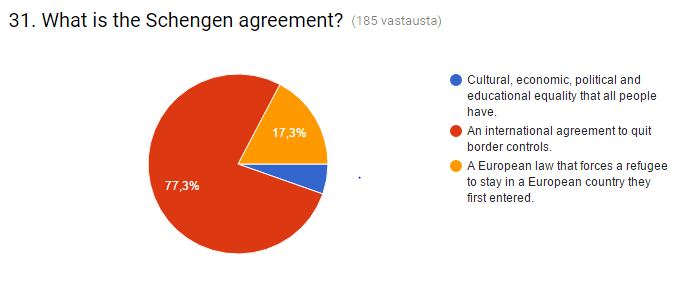 31. What is the Schengen agreement? (185 vastausta)
Cultural, economic, political and
educational equality that all people
have.
An international agreement to quit
border controls.
A European law that forces a refugee
to stay in a European country they
first entered.
17,3%
77,3%